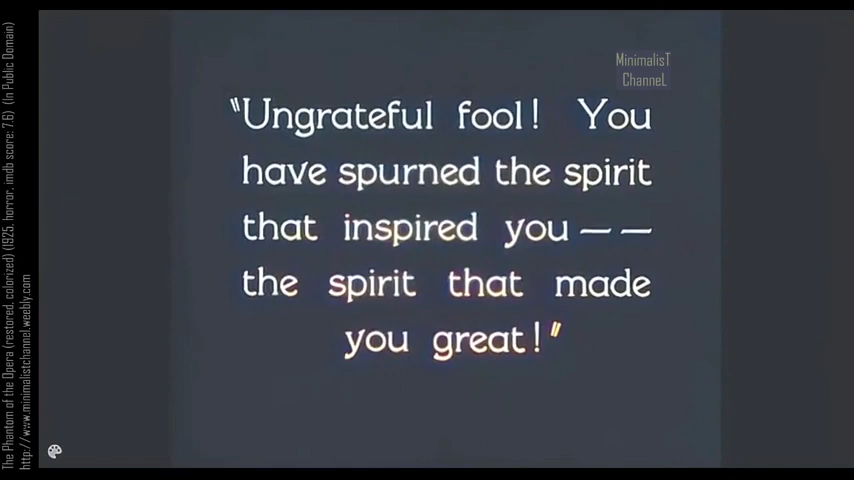 MinimalisT
ChanneL
"Ungrateful fool! You
have spurned the spirit
that inspired you — —
the spirit that made
you great!"
The Phantom of the Opera (restored, colorized) (1925, horror, imdb score: 7.6) (In Public Domain)
http://www.minimalistchannel.weebly.com